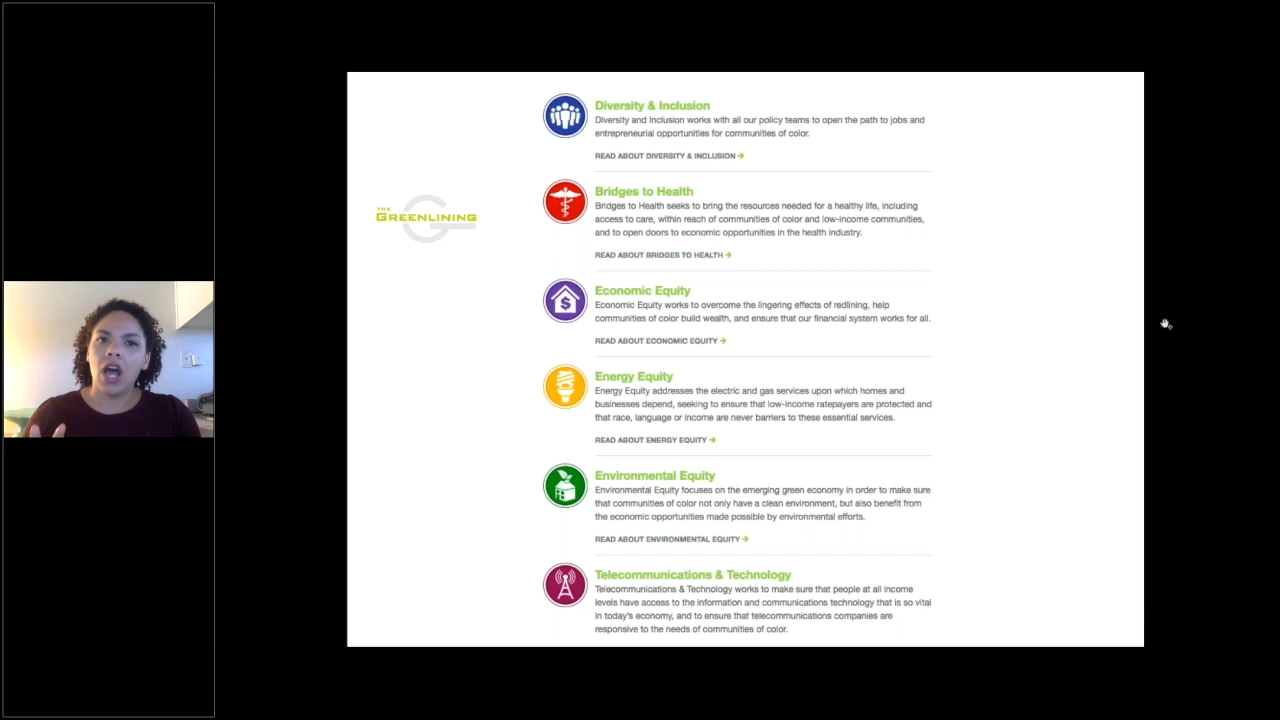 THE
GREENLINING
Diversity & Inclusion
Diversity and Inclusion works with all our policy teams to open the path to jobs and
entrepreneurial opportunities for communities of color.
READ ABOUT DIVERSITY & INCLUSION →
Bridges to Health
Bridges to Health seeks to bring the resources needed for a healthy life, including
access to care, within reach of communities of color and low-income communities,
and to open doors to economic opportunities in the health industry.
READ ABOUT BRIDGES TO HEALTH →
Economic Equity
Economic Equity works to overcome the lingering effects of redlining, help
communities of color build wealth, and ensure that our financial system works for all.
READ ABOUT ECONOMIC EQUITY →
Energy Equity
Energy Equity addresses the electric and gas services upon which homes and
businesses depend, seeking to ensure that low-income ratepayers are protected and
that race, language or income are never barriers to these essential services.
READ ABOUT ENERGY EQUITY →
Environmental Equity
Environmental Equity focuses on the emerging green economy in order to make sure
that communities of color not only have a clean environment, but also benefit from
the economic opportunities made possible by environmental efforts.
READ ABOUT ENVIRONMENTAL EQUITY →
Telecommunications & Technology
Telecommunications & Technology works to make sure that people at all income
levels have access to the information and communications technology that is so vital
in today's economy, and to ensure that telecommunications companies are
responsive to the needs of communities of color.